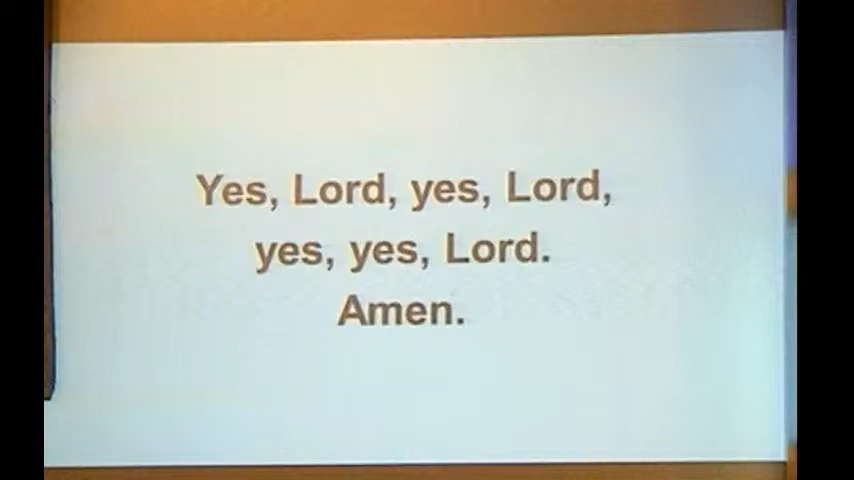 Yes, Lord, yes, Lord,
yes, yes, Lord.
Amen.